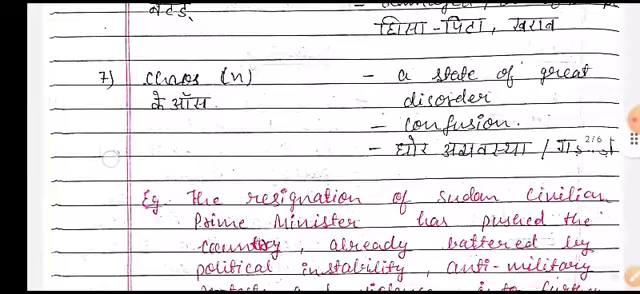 बैटर्ड
धिसा-पिटा, खराब
7) Chaos (n) - a state of great
के ऑस disorder
- confusion.
- घोर अव्यवस्था /
Eg. The resignation of Sudan Civilian
Prime Minister has pushed the
country, already battered by
political instability, anti-military